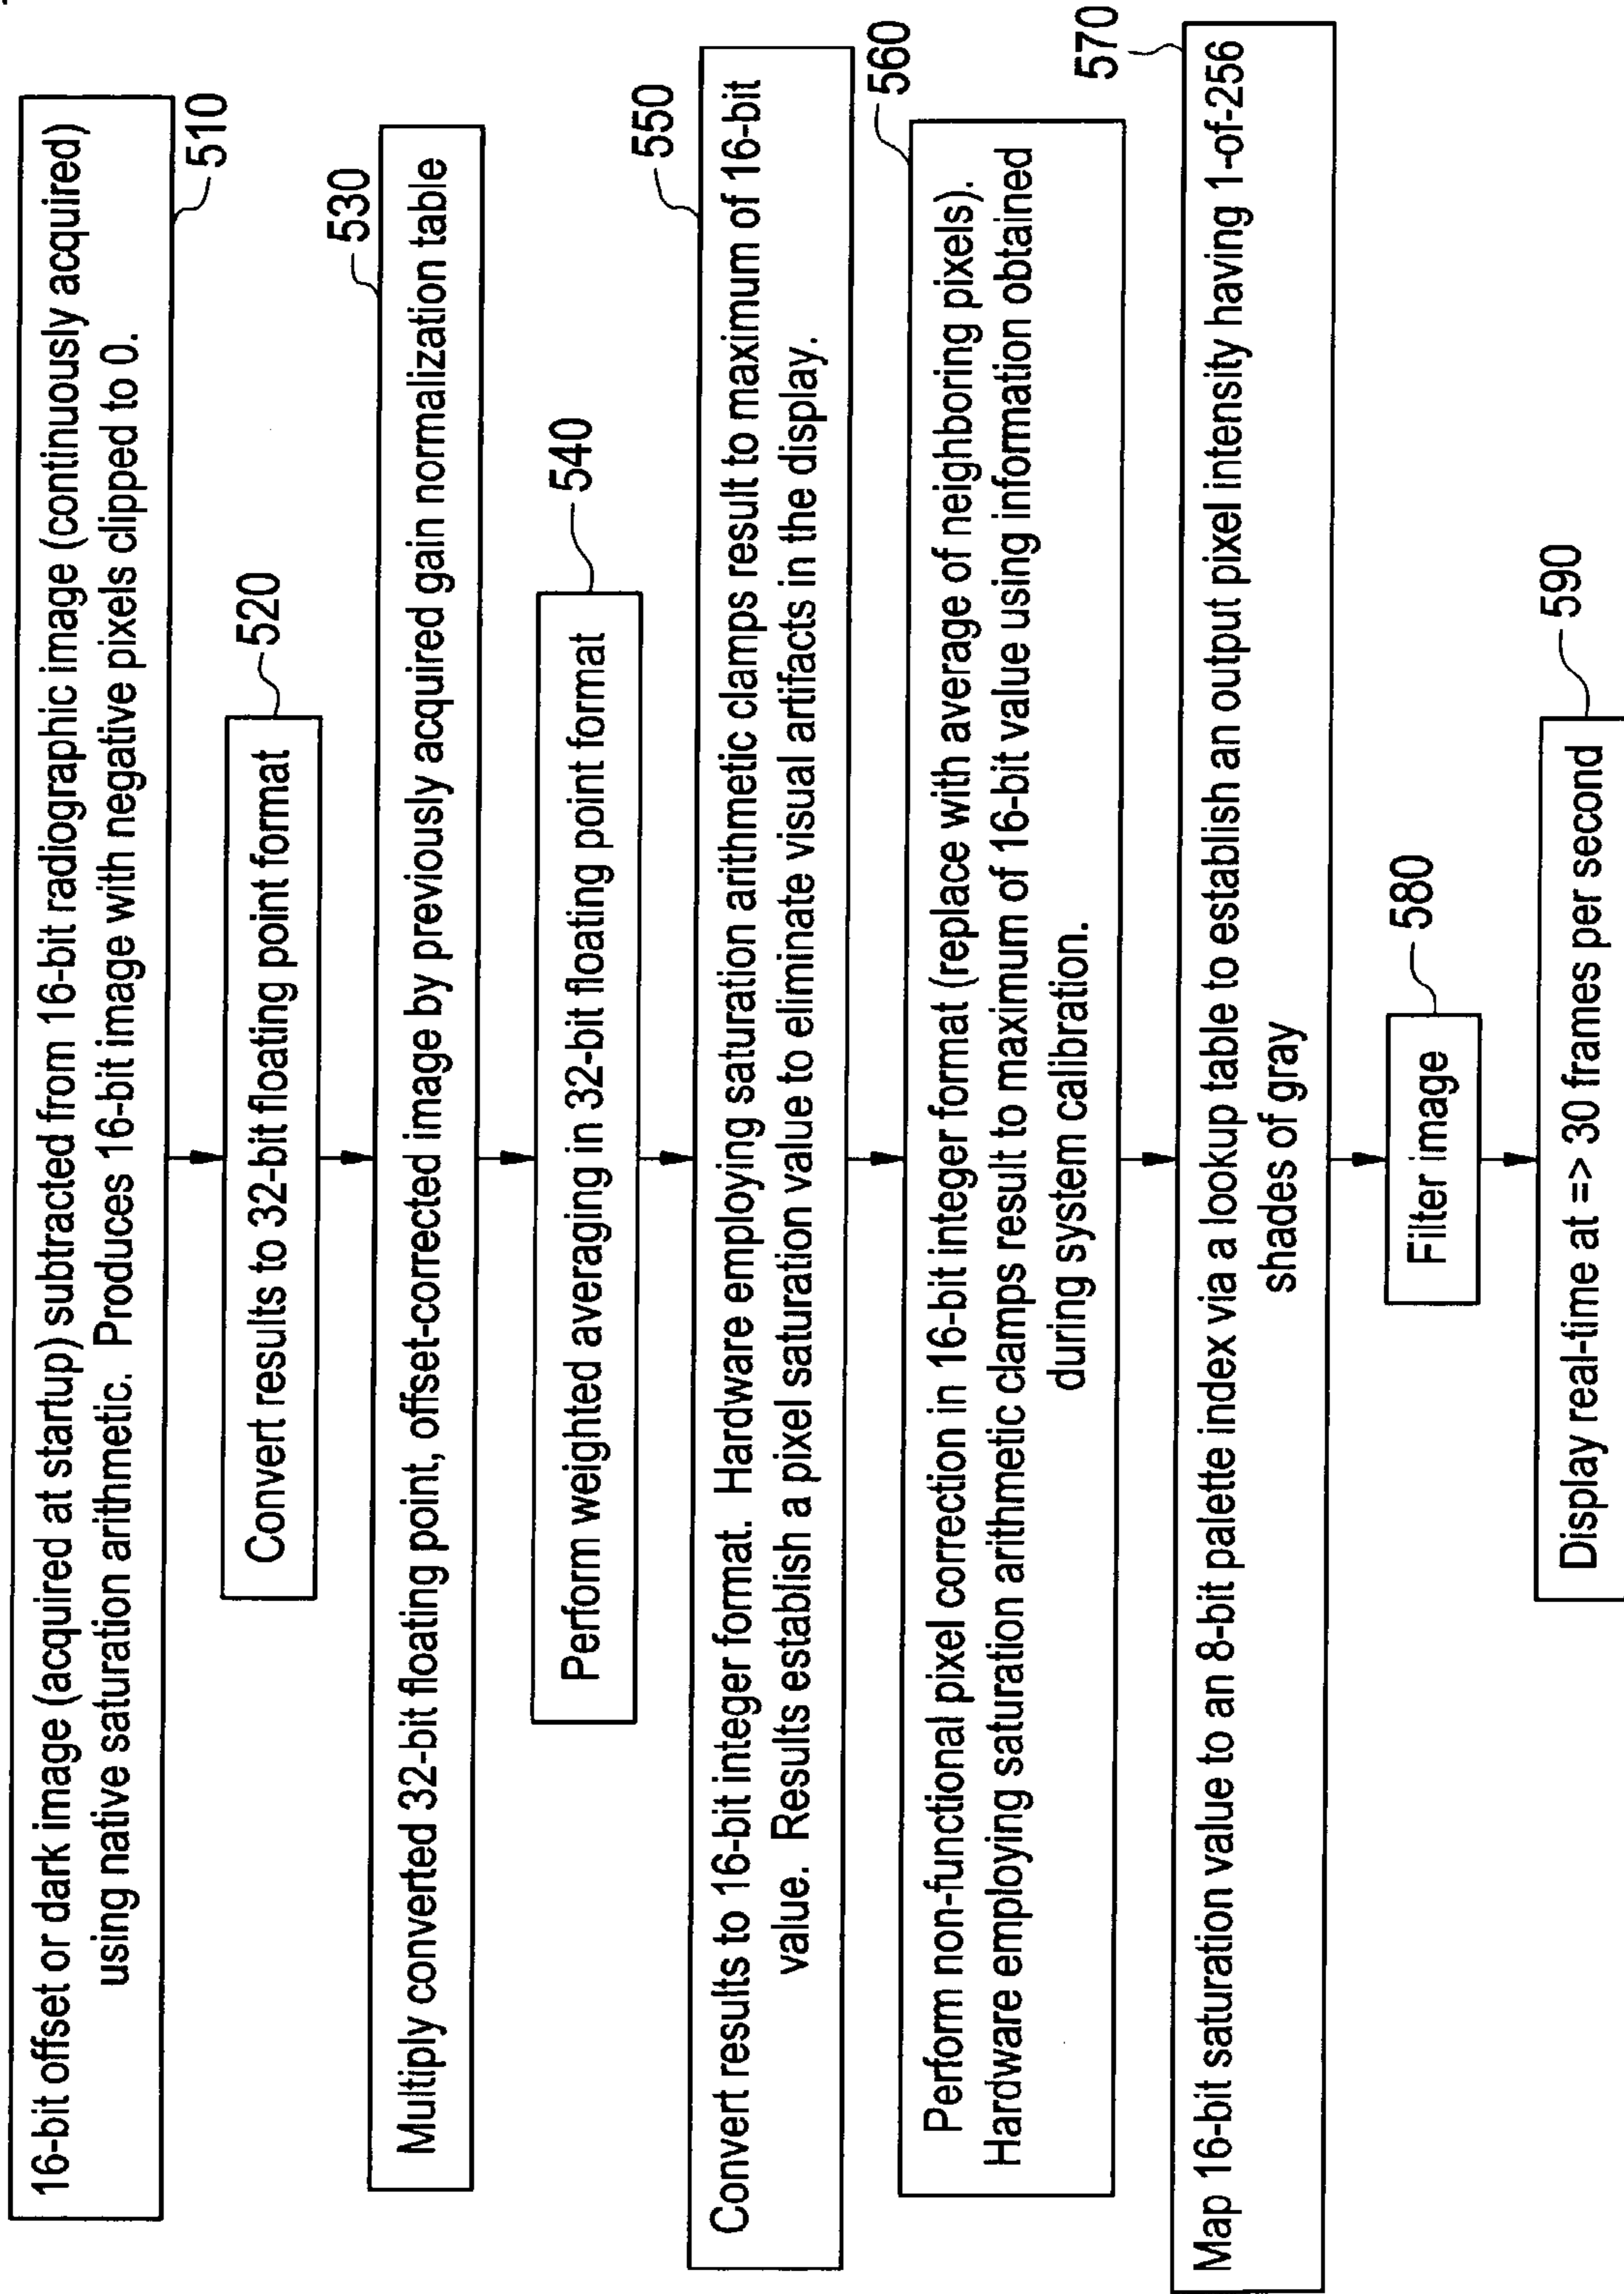 16-bit offset or dark image (acquired at startup) subtracted from 16-bit radiographic image (continuously acquired)
using native saturation arithmetic. Produces 16-bit image with negative pixels clipped to 0.
510
520
Convert results to 32-bit floating point format
530
Multiply converted 32-bit floating point, offset-corrected image by previously acquired gain normalization table
540
Perform weighted averaging in 32-bit floating point format
550
Convert results to 16-bit integer format. Hardware employing saturation arithmetic clamps result to maximum of 16-bit
value. Results establish a pixel saturation value to eliminate visual artifacts in the display.
560
Perform non-functional pixel correction in 16-bit integer format (replace with average of neighboring pixels).
Hardware employing saturation arithmetic clamps result to maximum of 16-bit value using information obtained
during system calibration.
570
Map 16-bit saturation value to an 8-bit palette index via a lookup table to establish an output pixel intensity having 1-of-256
shades of gray
580
Filter image
590
Display real-time at => 30 frames per second